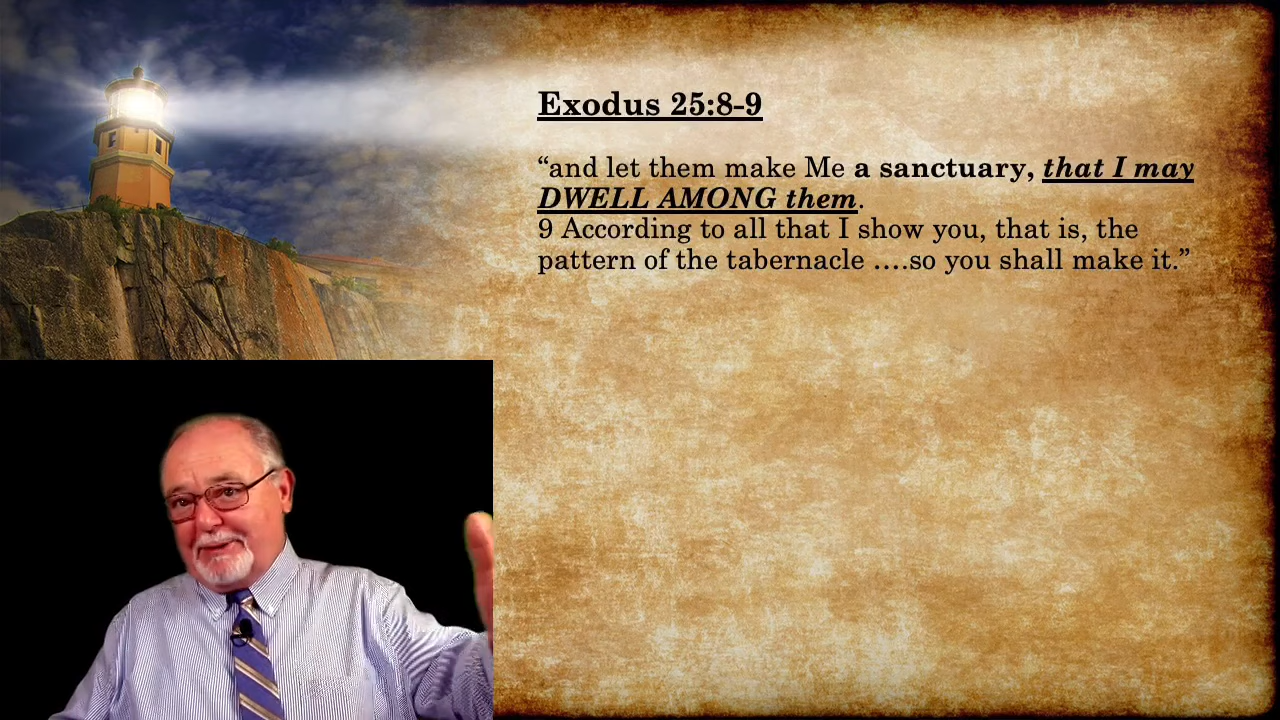 Exodus 25:8-9
“and let them make Me a sanctuary, that I may
DWELL AMONG them.
9 According to all that I show you, that is, the
pattern of the tabernacle ….so you shall make it.”